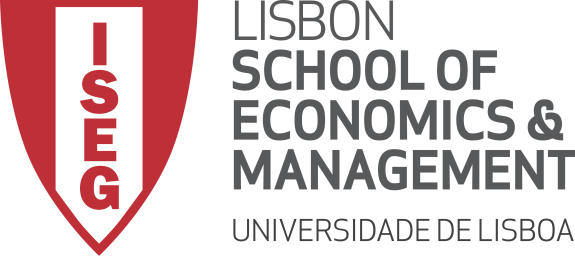 ISEG
LISBON
SCHOOL OF
ECONOMICS &
MANAGEMENT
UNIVERSIDADE DE LISBOA